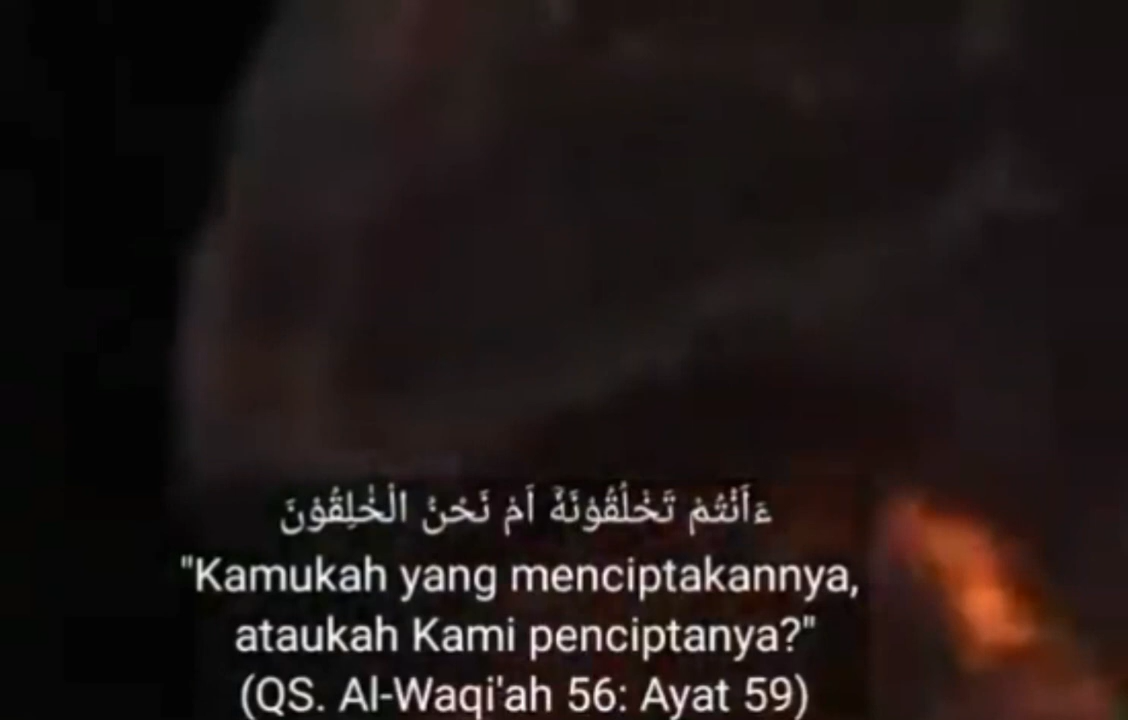 ءَاَنْتُمْ تَخْلُقُوْنَهٗٓ اَمْ نَحْنُ الْخٰلِقُوْنَ
"Kamukah yang menciptakannya,
ataukah Kami penciptanya?"
(QS. Al-Waqi'ah 56: Ayat 59)